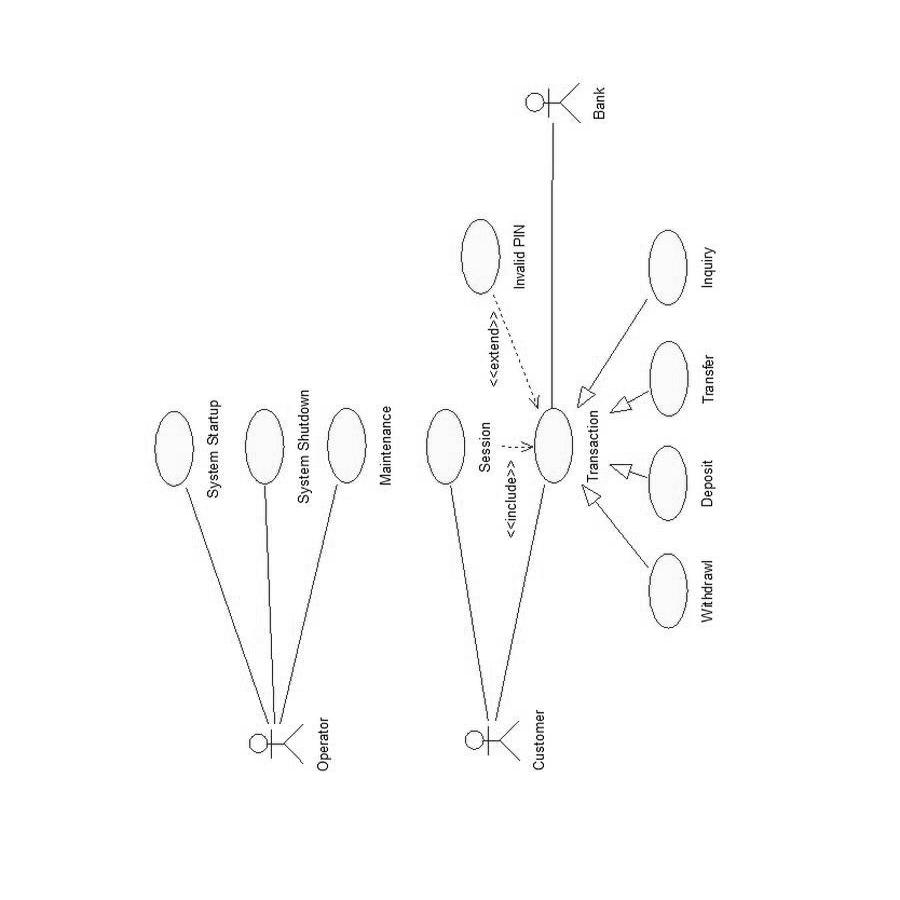 System Startup
System Shutdown
Maintenance
Operator
Session
<<include>>
<<extend>>
Invalid PIN
Bank
Customer
Transaction
Withdrawl
Deposit
Transfer
Inquiry